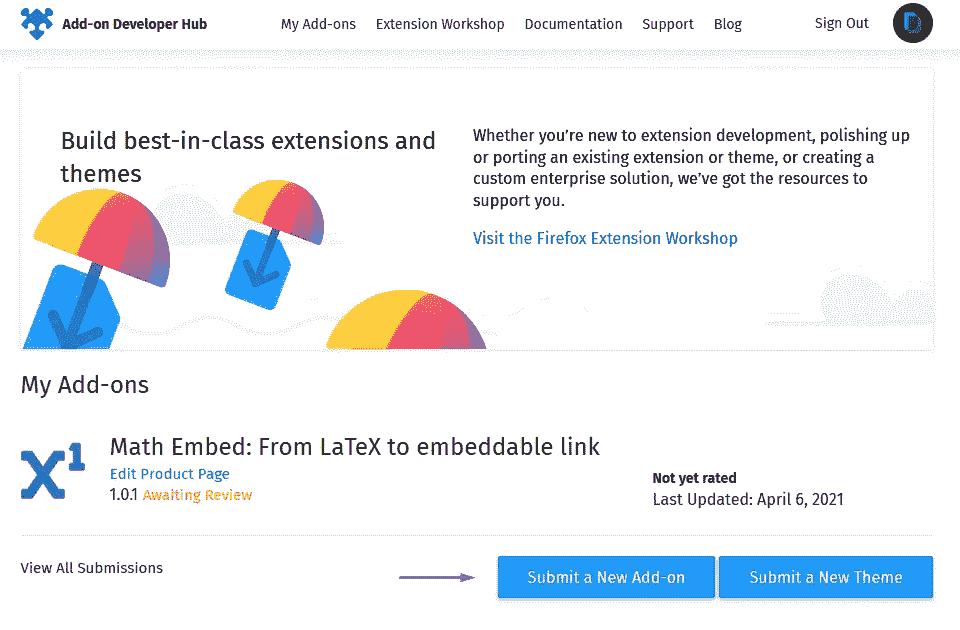 Add-on Developer Hub
My Add-ons Extension Workshop Documentation Support Blog
Sign Out
Build best-in-class extensions and
themes
Whether you’re new to extension development, polishing up
or porting an existing extension or theme, or creating a
custom enterprise solution, we’ve got the resources to
support you.
Visit the Firefox Extension Workshop
My Add-ons
X1
Math Embed: From LaTeX to embeddable link
Edit Product Page
1.0.1 Awaiting Review
Not yet rated
Last Updated: April 6, 2021
View All Submissions
Submit a New Add-on
Submit a New Theme